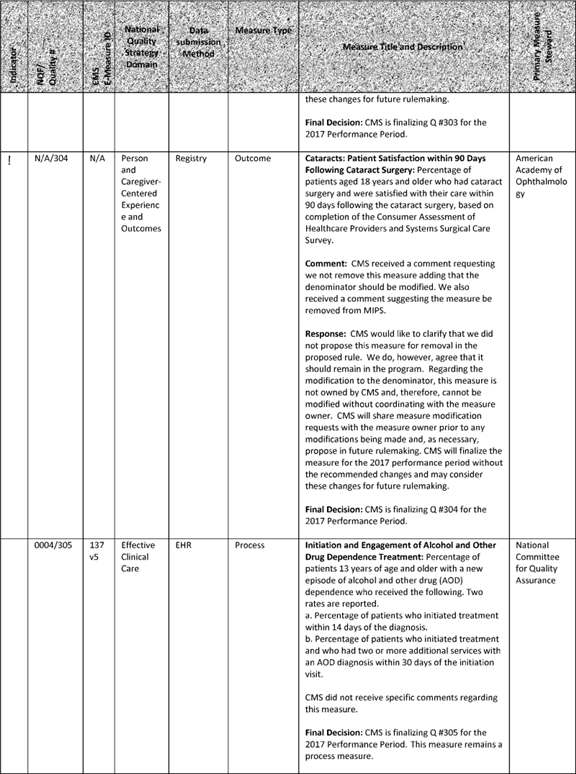 Indicator
NQF/
Quality #
EMS
E-Measure ID
National
Quality
Strategy
Domain
Data
submission
Method
Measure Type
Measure Title and Description
Primary Measure
Steward
these changes for future rulemaking.
Final Decision: CMS is finalizing Q #303 for the
2017 Performance Period.
!
N/A/304
N/A
Person
and
Caregiver-
Centered
Experienc
e and
Outcomes
Registry
Outcome
Cataracts: Patient Satisfaction within 90 Days
Following Cataract Surgery: Percentage of
patients aged 18 years and older who had cataract
surgery and were satisfied with their care within
90 days following the cataract surgery, based on
completion of the Consumer Assessment of
Healthcare Providers and Systems Surgical Care
Survey.
Comment: CMS received a comment requesting
we not remove this measure adding that the
denominator should be modified. We also
received a comment suggesting the measure be
removed from MIPS.
Response: CMS would like to clarify that we did
not propose this measure for removal in the
proposed rule. We do, however, agree that it
should remain in the program. Regarding the
modification to the denominator, this measure is
not owned by CMS and, therefore, cannot be
modified without coordinating with the measure
owner. CMS will share measure modification
requests with the measure owner prior to any
modifications being made and, as necessary,
propose in future rulemaking. CMS will finalize the
measure for the 2017 performance period without
the recommended changes and may consider
these changes for future rulemaking.
Final Decision: CMS is finalizing Q #304 for the
2017 Performance Period.
American
Academy of
Ophthalmolo
gy
0004/305
137
v5
Effective
Clinical
Care
EHR
Process
Initiation and Engagement of Alcohol and Other
Drug Dependence Treatment: Percentage of
patients 13 years of age and older with a new
episode of alcohol and other drug (AOD)
dependence who received the following. Two
rates are reported.
a. Percentage of patients who initiated treatment
within 14 days of the diagnosis.
b. Percentage of patients who initiated treatment
and who had two or more additional services with
an AOD diagnosis within 30 days of the initiation
visit.
CMS did not receive specific comments regarding
this measure.
Final Decision: CMS is finalizing Q #305 for the
2017 Performance Period. This measure remains a
process measure.
National
Committee
for Quality
Assurance